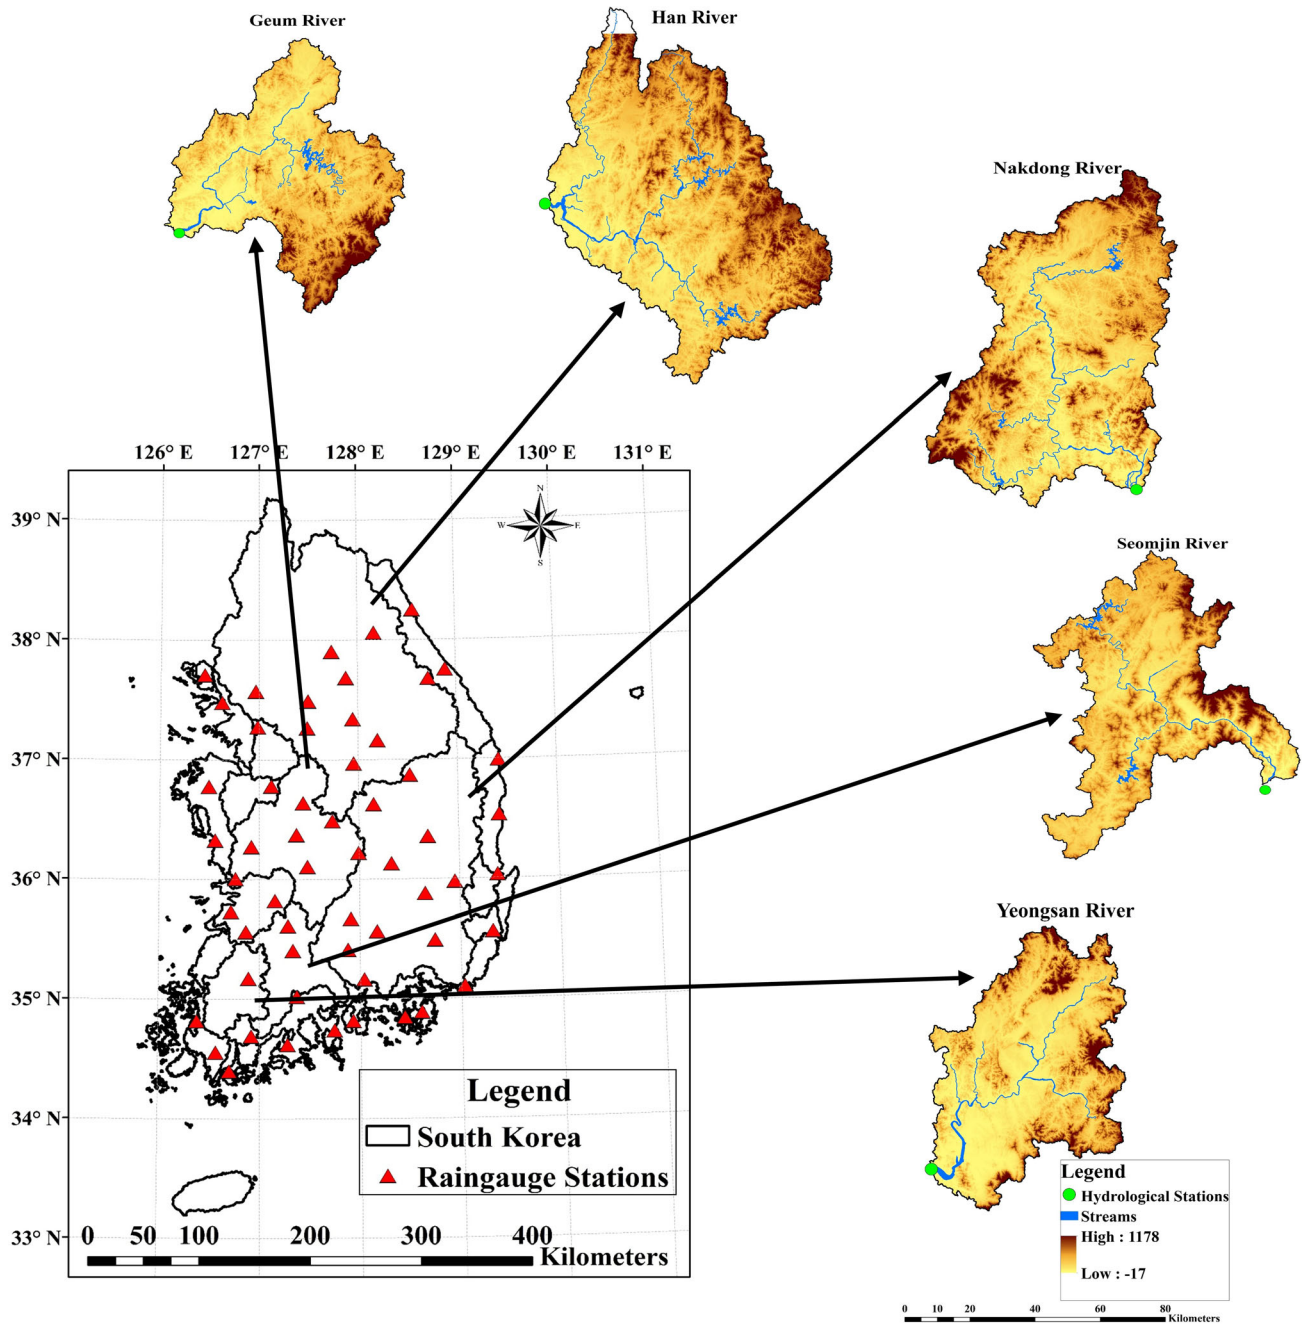 Geum River
Han River
Nakdong River
Seomjin River
Yeongsan River
126° E
127° E
128° E
129° E
130° E
131° E
39° N
38° N
37° N
36° N
35° N
34° N
33° N
N
W
E
S
Legend
South Korea
Raingauge Stations
0 50 100 200 300 400
Kilometers
Legend
Hydrological Stations
Streams
High : 1178
Low : -17
0 10 20 40 60 80
Kilometers